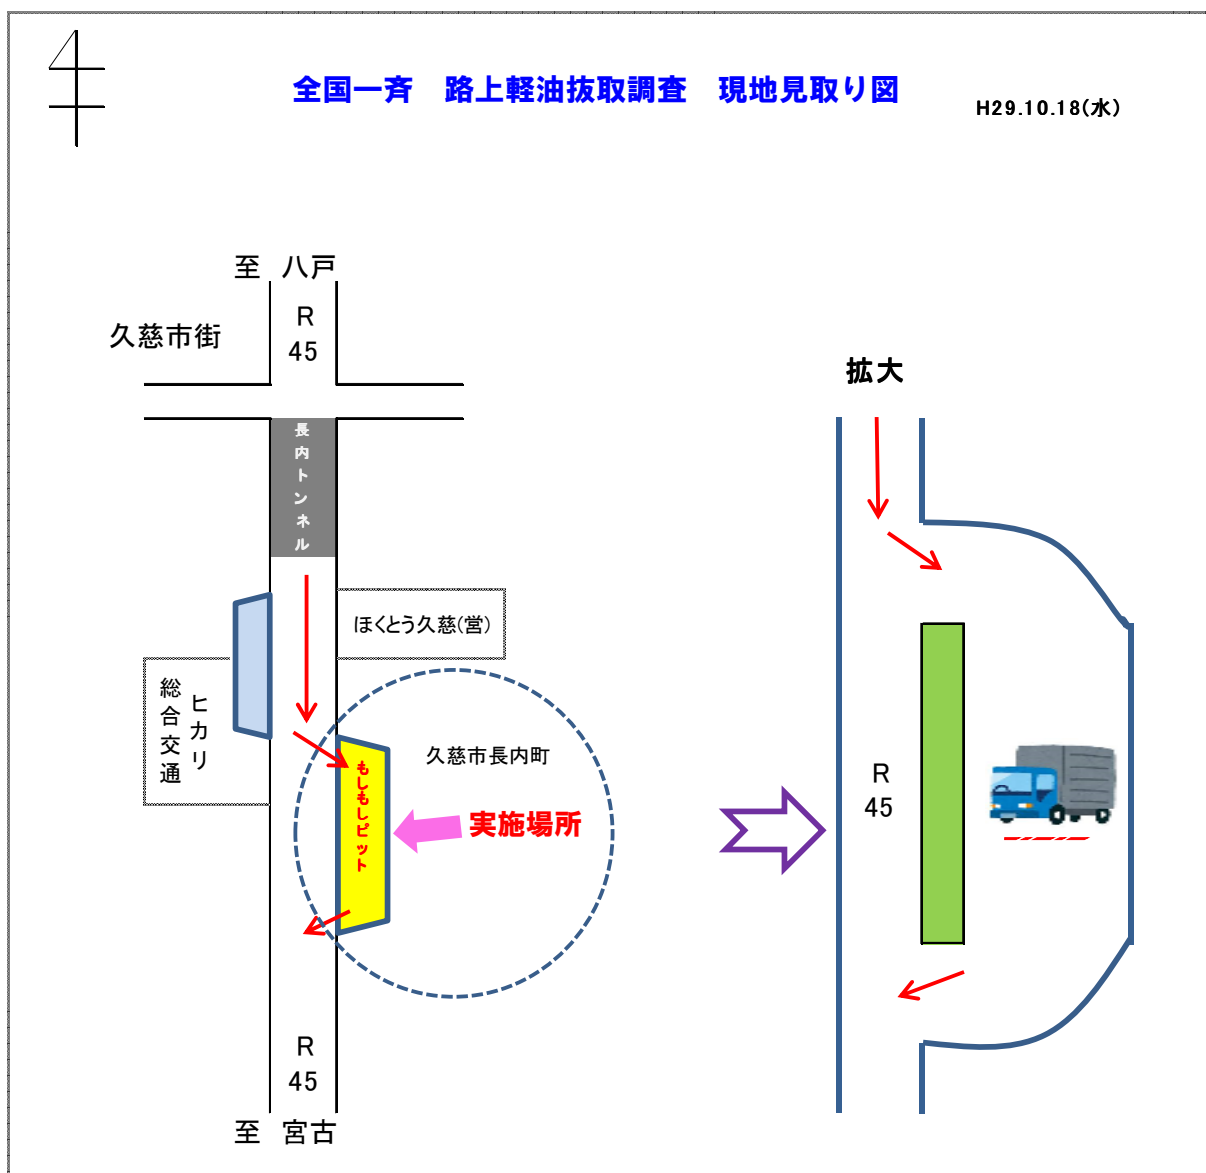 全国一斉　路上軽油抜取調査　現地見取り図
H29.10.18(水)
至 八戸
R
45
久慈市街
拡大
長内トンネル
ほくとう久慈(営)
ヒカリ
総合交通
久慈市長内町
もしもしピット
実施場所
R
45
R
45
至 宮古